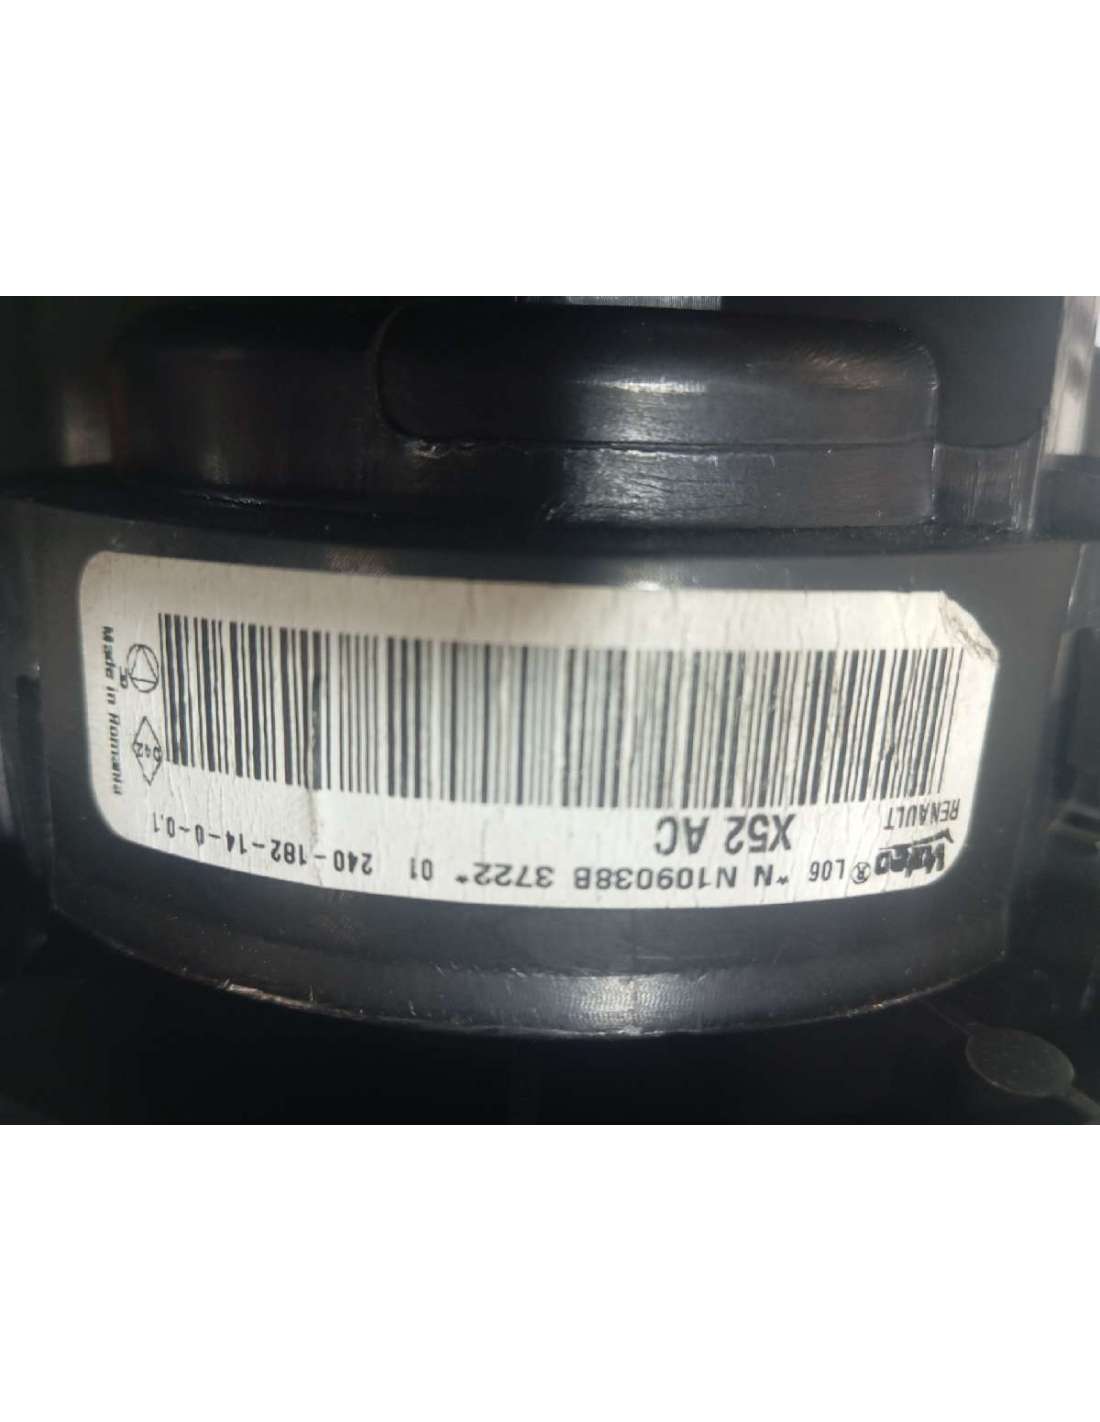 Valeo ® L06 *N N109038B 3722* 01 240-182-14-0-0.1
RENAULT X52 AC
Made in Romania